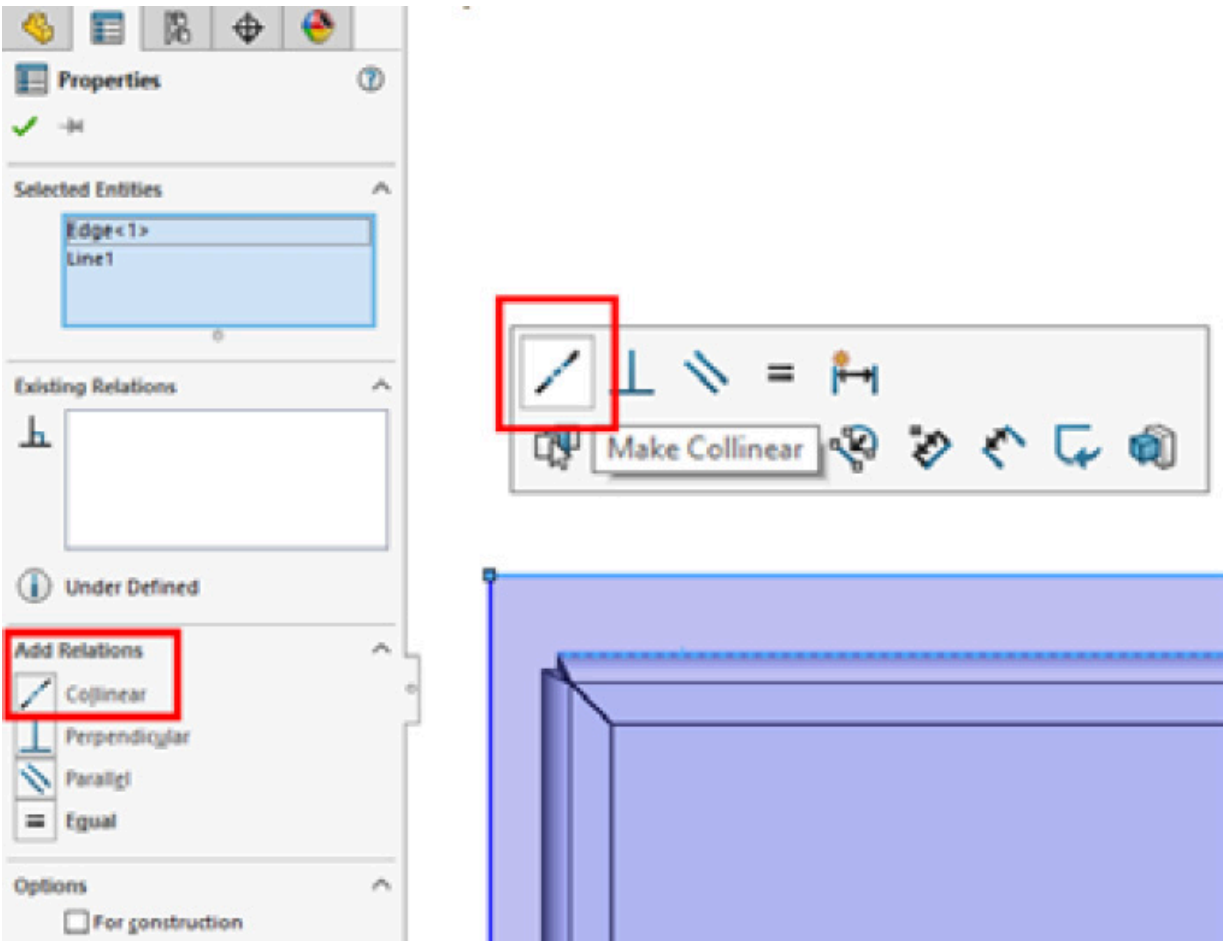 Properties
Selected Entities
Edge<1>
Line1
Existing Relations
Under Defined
Add Relations
Collinear
Perpendicular
Parallel
= Equal
Options
For construction
=
Make Collinear